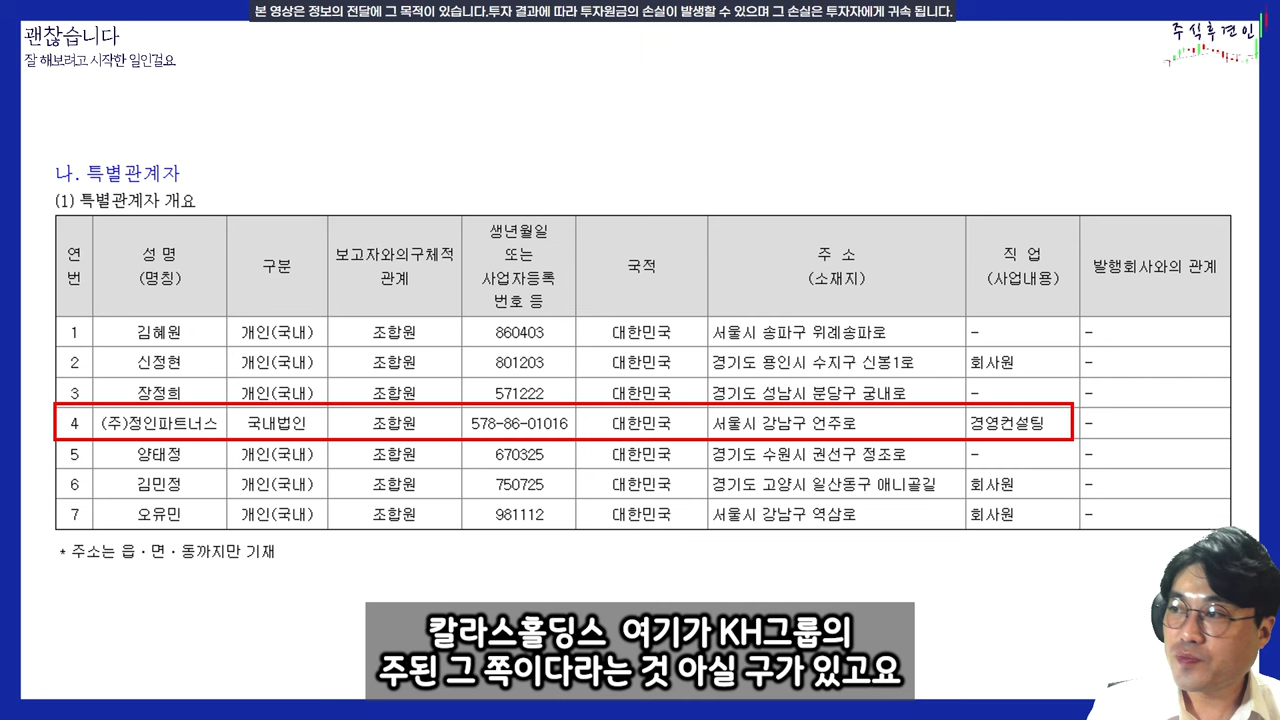 본 영상은 정보의 전달에 그 목적이 있습니다.투자 결과에 따라 투자원금의 손실이 발생할 수 있으며 그 손실은 투자자에게 귀속 됩니다.
괜찮습니다
잘 해보려고 시작한 일인걸요
주식후견인
나. 특별관계자
(1) 특별관계자 개요
연번 성 명 (명칭) 구분 보고자와의구체적 관계 생년월일 또는 사업자등록 번호 등 국적 주 소 (소재지) 직 업 (사업내용) 발행회사와의 관계
1 김혜원 개인(국내) 조합원 860403 대한민국 서울시 송파구 위례송파로 - -
2 신정현 개인(국내) 조합원 801203 대한민국 경기도 용인시 수지구 신봉1로 회사원 -
3 장정희 개인(국내) 조합원 571222 대한민국 경기도 성남시 분당구 궁내로 - -
4 (주)정인파트너스 국내법인 조합원 578-86-01016 대한민국 서울시 강남구 언주로 경영컨설팅 -
5 양태정 개인(국내) 조합원 670325 대한민국 경기도 수원시 권선구 정조로 - -
6 김민정 개인(국내) 조합원 750725 대한민국 경기도 고양시 일산동구 애니골길 회사원 -
7 오유민 개인(국내) 조합원 981112 대한민국 서울시 강남구 역삼로 회사원 -
* 주소는 읍·면·동까지만 기재
칼라스홀딩스 여기가 KH그룹의
주된 그 쪽이다라는 것 아실 구가 있고요